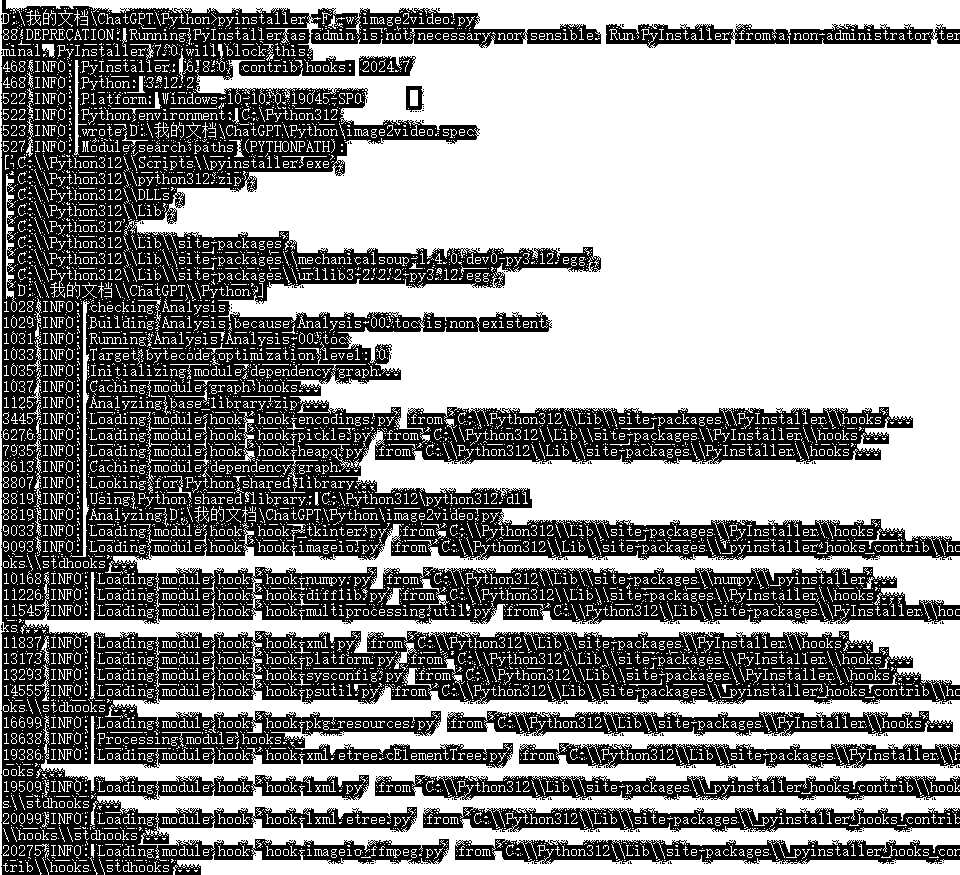 D:\我的文档\ChatGPT\Python>pyinstaller -F -w image2video.py
88 DEPRECATION: Running PyInstaller as admin is not necessary nor sensible. Run PyInstaller from a non-administrator ter
minal. PyInstaller 7.0 will block this.
468 INFO: PyInstaller: 6.8.0, contrib hooks: 2024.7
468 INFO: Python: 3.12.2
522 INFO: Platform: Windows-10-10.0.19045-SP0
522 INFO: Python environment: C:\Python312
523 INFO: wrote D:\我的文档\ChatGPT\Python\image2video.spec
527 INFO: Module search paths (PYTHONPATH):
['C:\\Python312\\Scripts\\pyinstaller.exe',
 'C:\\Python312\\python312.zip',
 'C:\\Python312\\DLLs',
 'C:\\Python312\\Lib',
 'C:\\Python312',
 'C:\\Python312\\Lib\\site-packages',
 'C:\\Python312\\Lib\\site-packages\\mechanicalsoup-1.4.0.dev0-py3.12.egg',
 'C:\\Python312\\Lib\\site-packages\\urllib3-2.2.2-py3.12.egg',
 'D:\\我的文档\\ChatGPT\\Python']
1028 INFO: checking Analysis
1029 INFO: Building Analysis because Analysis-00.toc is non existent
1031 INFO: Running Analysis Analysis-00.toc
1033 INFO: Target bytecode optimization level: 0
1035 INFO: Initializing module dependency graph...
1037 INFO: Caching module graph hooks...
1125 INFO: Analyzing base_library.zip ...
3445 INFO: Loading module hook 'hook-encodings.py' from 'C:\\Python312\\Lib\\site-packages\\PyInstaller\\hooks'...
6276 INFO: Loading module hook 'hook-pickle.py' from 'C:\\Python312\\Lib\\site-packages\\PyInstaller\\hooks'...
7935 INFO: Loading module hook 'hook-heapq.py' from 'C:\\Python312\\Lib\\site-packages\\PyInstaller\\hooks'...
8613 INFO: Caching module dependency graph...
8807 INFO: Looking for Python shared library...
8819 INFO: Using Python shared library: C:\Python312\python312.dll
8819 INFO: Analyzing D:\我的文档\ChatGPT\Python\image2video.py
9033 INFO: Loading module hook 'hook-_tkinter.py' from 'C:\\Python312\\Lib\\site-packages\\PyInstaller\\hooks'...
9093 INFO: Loading module hook 'hook-imageio.py' from 'C:\\Python312\\Lib\\site-packages\\_pyinstaller_hooks_contrib\\ho
oks\\stdhooks'...
10168 INFO: Loading module hook 'hook-numpy.py' from 'C:\\Python312\\Lib\\site-packages\\numpy\\_pyinstaller'...
11226 INFO: Loading module hook 'hook-difflib.py' from 'C:\\Python312\\Lib\\site-packages\\PyInstaller\\hooks'...
11545 INFO: Loading module hook 'hook-multiprocessing.util.py' from 'C:\\Python312\\Lib\\site-packages\\PyInstaller\\hoo
ks'...
11837 INFO: Loading module hook 'hook-xml.py' from 'C:\\Python312\\Lib\\site-packages\\PyInstaller\\hooks'...
13173 INFO: Loading module hook 'hook-platform.py' from 'C:\\Python312\\Lib\\site-packages\\PyInstaller\\hooks'...
13293 INFO: Loading module hook 'hook-sysconfig.py' from 'C:\\Python312\\Lib\\site-packages\\PyInstaller\\hooks'...
14555 INFO: Loading module hook 'hook-psutil.py' from 'C:\\Python312\\Lib\\site-packages\\_pyinstaller_hooks_contrib\\ho
oks\\stdhooks'...
16699 INFO: Loading module hook 'hook-pkg_resources.py' from 'C:\\Python312\\Lib\\site-packages\\PyInstaller\\hooks'...
18638 INFO: Processing module hooks...
19386 INFO: Loading module hook 'hook-xml.etree.cElementTree.py' from 'C:\\Python312\\Lib\\site-packages\\PyInstaller\\h
ooks'...
19509 INFO: Loading module hook 'hook-lxml.py' from 'C:\\Python312\\Lib\\site-packages\\_pyinstaller_hooks_contrib\\hook
s\\stdhooks'...
20099 INFO: Loading module hook 'hook-lxml.etree.py' from 'C:\\Python312\\Lib\\site-packages\\_pyinstaller_hooks_contrib
\\hooks\\stdhooks'...
20275 INFO: Loading module hook 'hook-imageio_ffmpeg.py' from 'C:\\Python312\\Lib\\site-packages\\_pyinstaller_hooks_con
trib\\hooks\\stdhooks'...